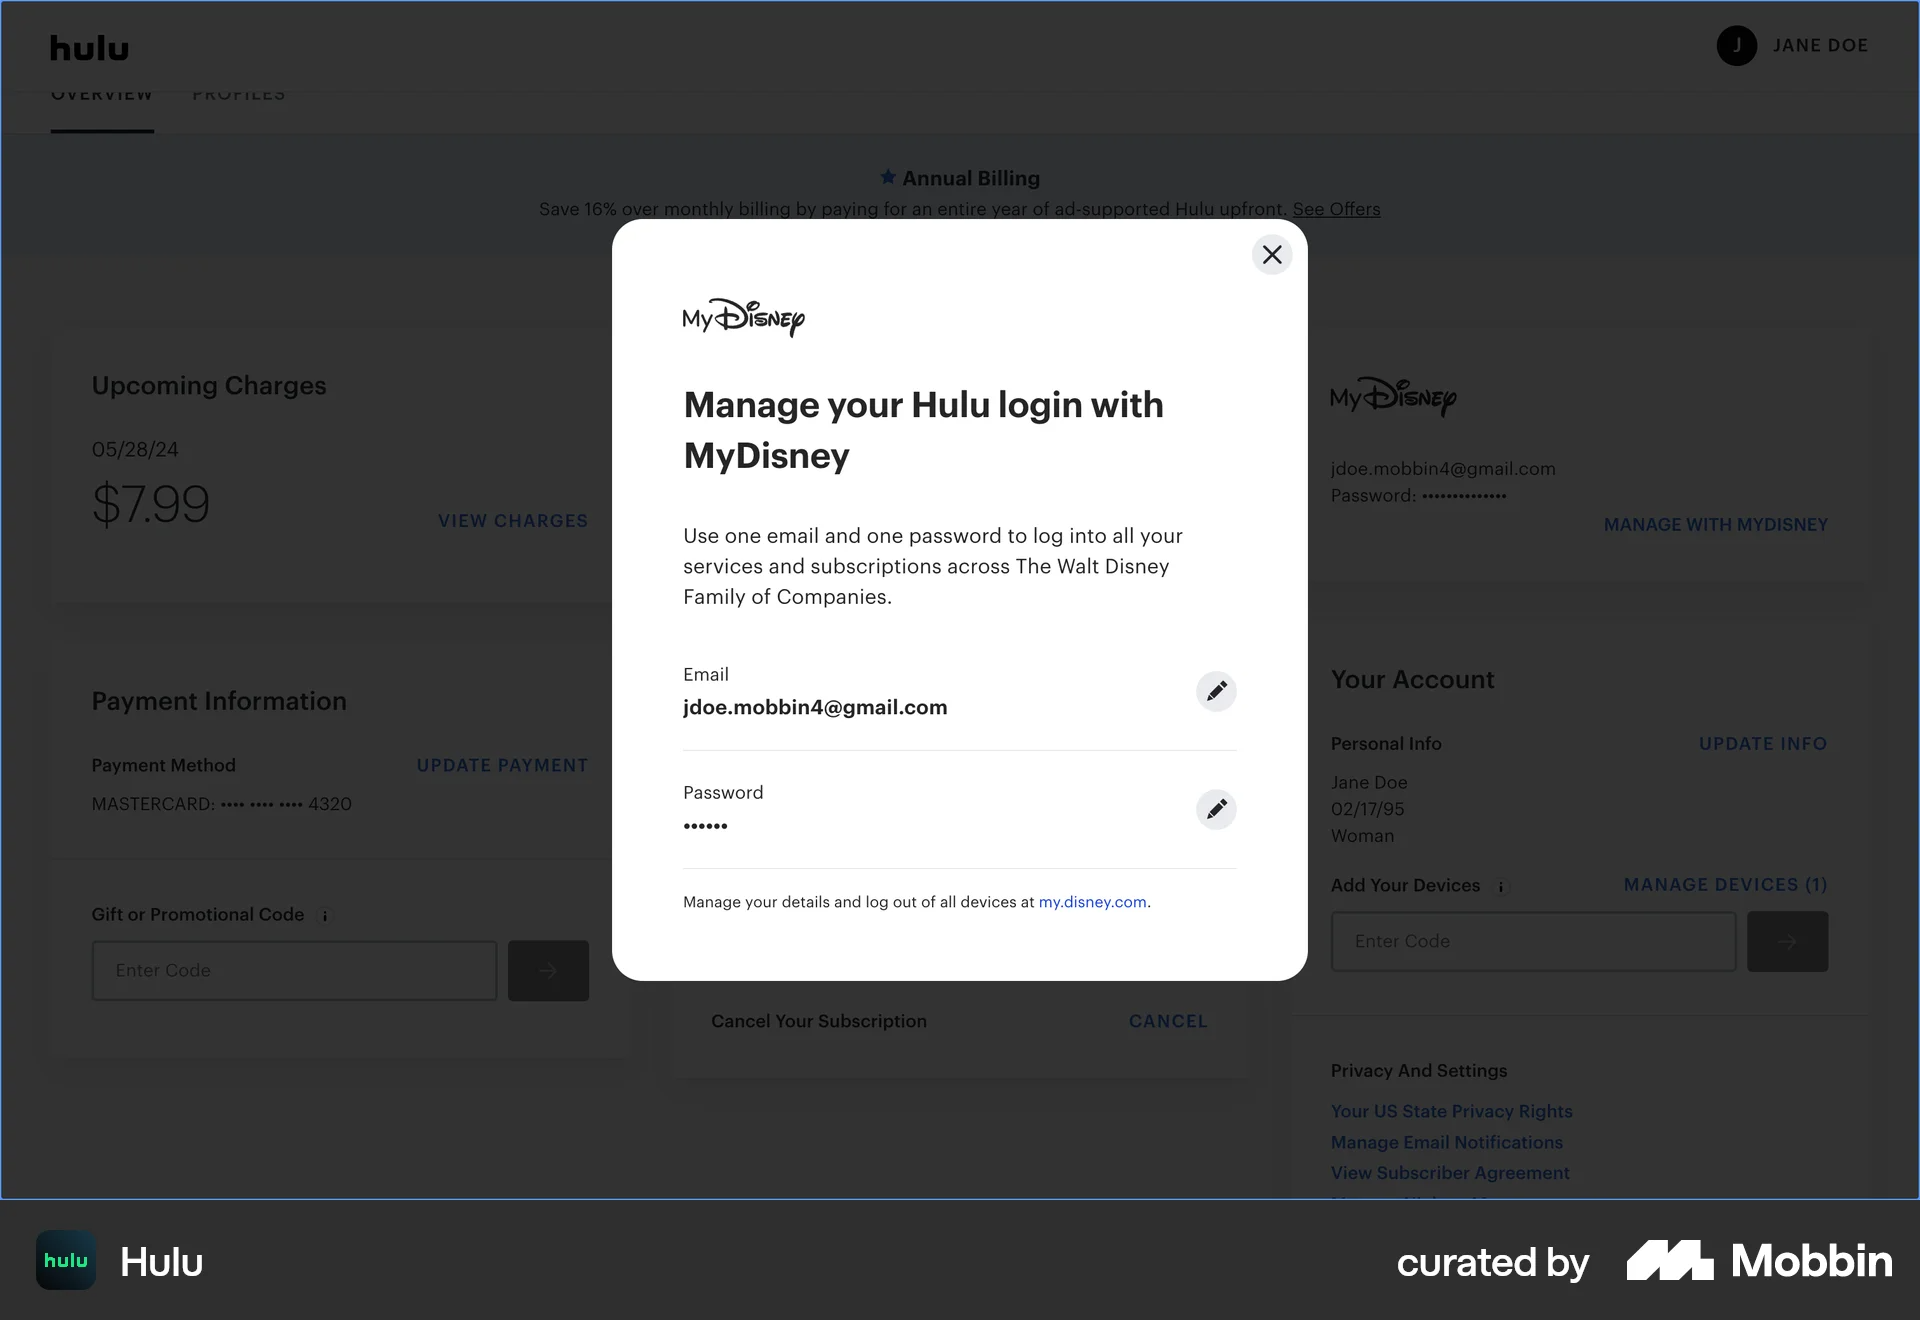 hulu
J JANE DOE
OVERVIEW PROFILES
Annual Billing
Save 16% over monthly billing by paying for an entire year of ad-supported Hulu upfront. See Offers
MyDisney
Manage your Hulu login with
MyDisney
Use one email and one password to log into all your
services and subscriptions across The Walt Disney
Family of Companies.
Email
jdoe.mobbin4@gmail.com
Password
••••••
Manage your details and log out of all devices at my.disney.com.
Upcoming Charges
05/28/24
$7.99
VIEW CHARGES
Payment Information
Payment Method UPDATE PAYMENT
MASTERCARD: •••• •••• •••• 4320
Gift or Promotional Code i
Enter Code
Cancel Your Subscription CANCEL
MyDisney
jdoe.mobbin4@gmail.com
Password: ••••••••••••••
MANAGE WITH MYDISNEY
Your Account
Personal Info UPDATE INFO
Jane Doe
02/17/95
Woman
Add Your Devices i MANAGE DEVICES (1)
Enter Code
Privacy And Settings
Your US State Privacy Rights
Manage Email Notifications
View Subscriber Agreement
hulu Hulu
curated by Mobbin